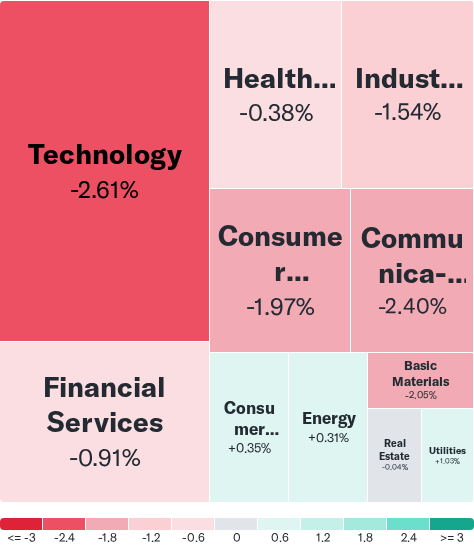 Technology
-2.61%
Health...
-0.38%
Indust...
-1.54%
Consume
r...
-1.97%
Commu
nica-...
-2.40%
Financial
Services
-0.91%
Consu
mer...
+0.35%
Energy
+0.31%
Basic
Materials
-2.05%
Real
Estate
-0.04%
Utilities
+1.03%
<= -3 -2.4 -1.8 -1.2 -0.6 0 0.6 1.2 1.8 2.4 >= 3